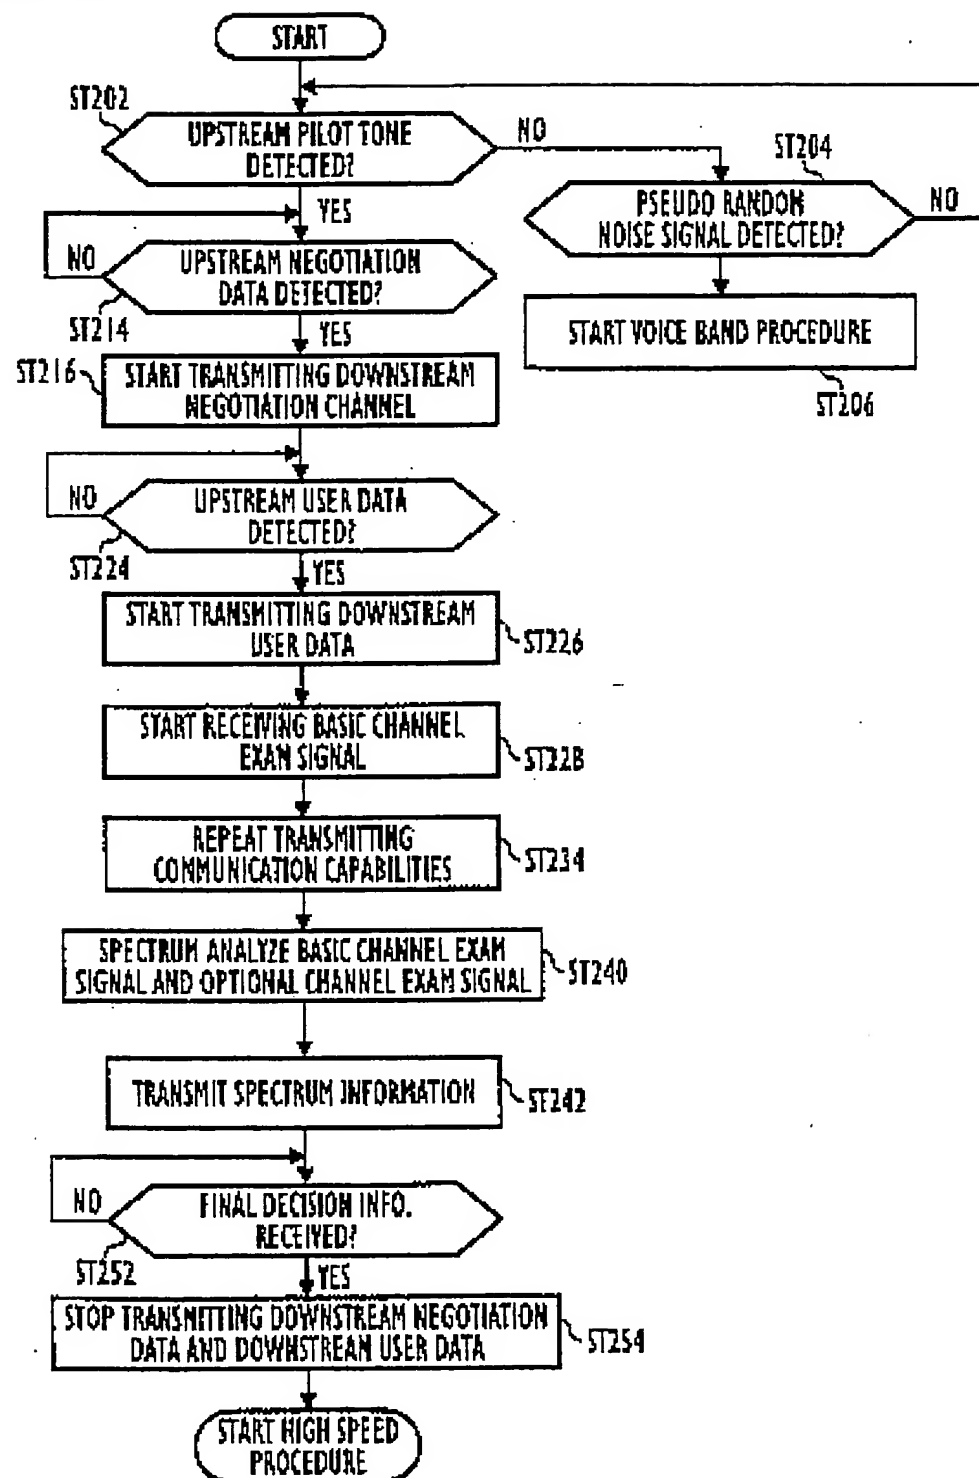 START
ST202
UPSTREAM PILOT TONE
DETECTED?
NO
ST204
PSEUDO RANDOM
NOISE SIGNAL DETECTED?
NO
YES
NO
UPSTREAM NEGOTIATION
DATA DETECTED?
ST214
START VOICE BAND PROCEDURE
ST206
YES
ST216
START TRANSMITTING DOWNSTREAM
NEGOTIATION CHANNEL
NO
UPSTREAM USER DATA
DETECTED?
ST224
YES
START TRANSMITTING DOWNSTREAM
USER DATA
ST226
START RECEIVING BASIC CHANNEL
EXAM SIGNAL
ST228
REPEAT TRANSMITTING
COMMUNICATION CAPABILITIES
ST234
SPECTRUM ANALYZE BASIC CHANNEL EXAM
SIGNAL AND OPTIONAL CHANNEL EXAM SIGNAL
ST240
TRANSMIT SPECTRUM INFORMATION
ST242
NO
FINAL DECISION INFO.
RECEIVED?
ST252
YES
STOP TRANSMITTING DOWNSTREAM NEGOTIATION
DATA AND DOWNSTREAM USER DATA
ST254
START HIGH SPEED
PROCEDURE